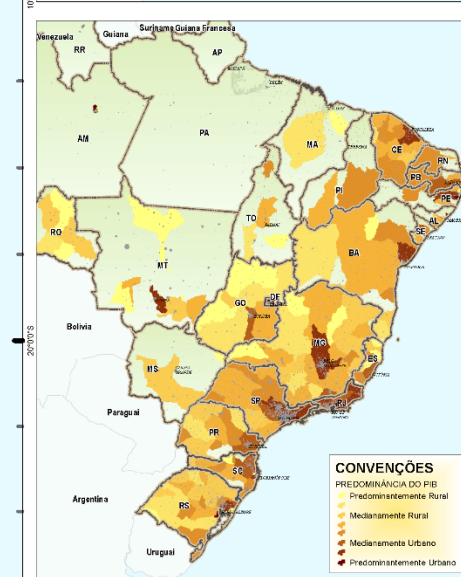 10°
Suriname Guiana Francesa
Guiana
Venezuela
RR
AP
AM
PA
MA
CE
RN
PB
PE
PI
AL
SE
TO
RO
MT
BA
GO
DF
Bolivia
20°0'0"S
MG
ES
MS
SP
RJ
Paraguai
PR
SC
Argentina
RS
Uruguai
CONVENÇÕES
PREDOMINÂNCIA DO PIB
Predominantemente Rural
Medianamente Rural
Medianamente Urbano
Predominantemente Urbano